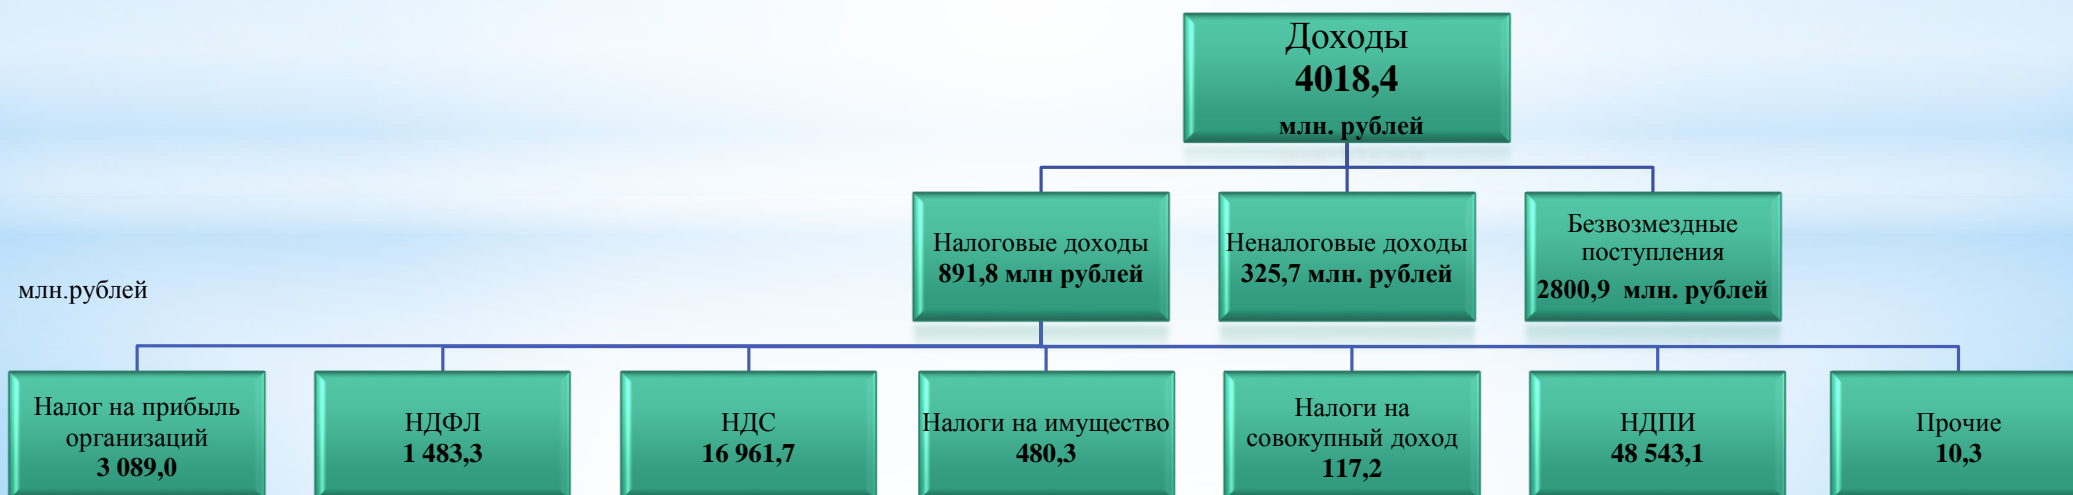 Доходы
4018,4
млн. рублей
Налоговые доходы
891,8 млн рублей
Неналоговые доходы
325,7 млн. рублей
Безвозмездные
поступления
2800,9 млн. рублей
млн.рублей
Налог на прибыль
организаций
3 089,0
НДФЛ
1 483,3
НДС
16 961,7
Налоги на имущество
480,3
Налоги на
совокупный доход
117,2
НДПИ
48 543,1
Прочие
10,3